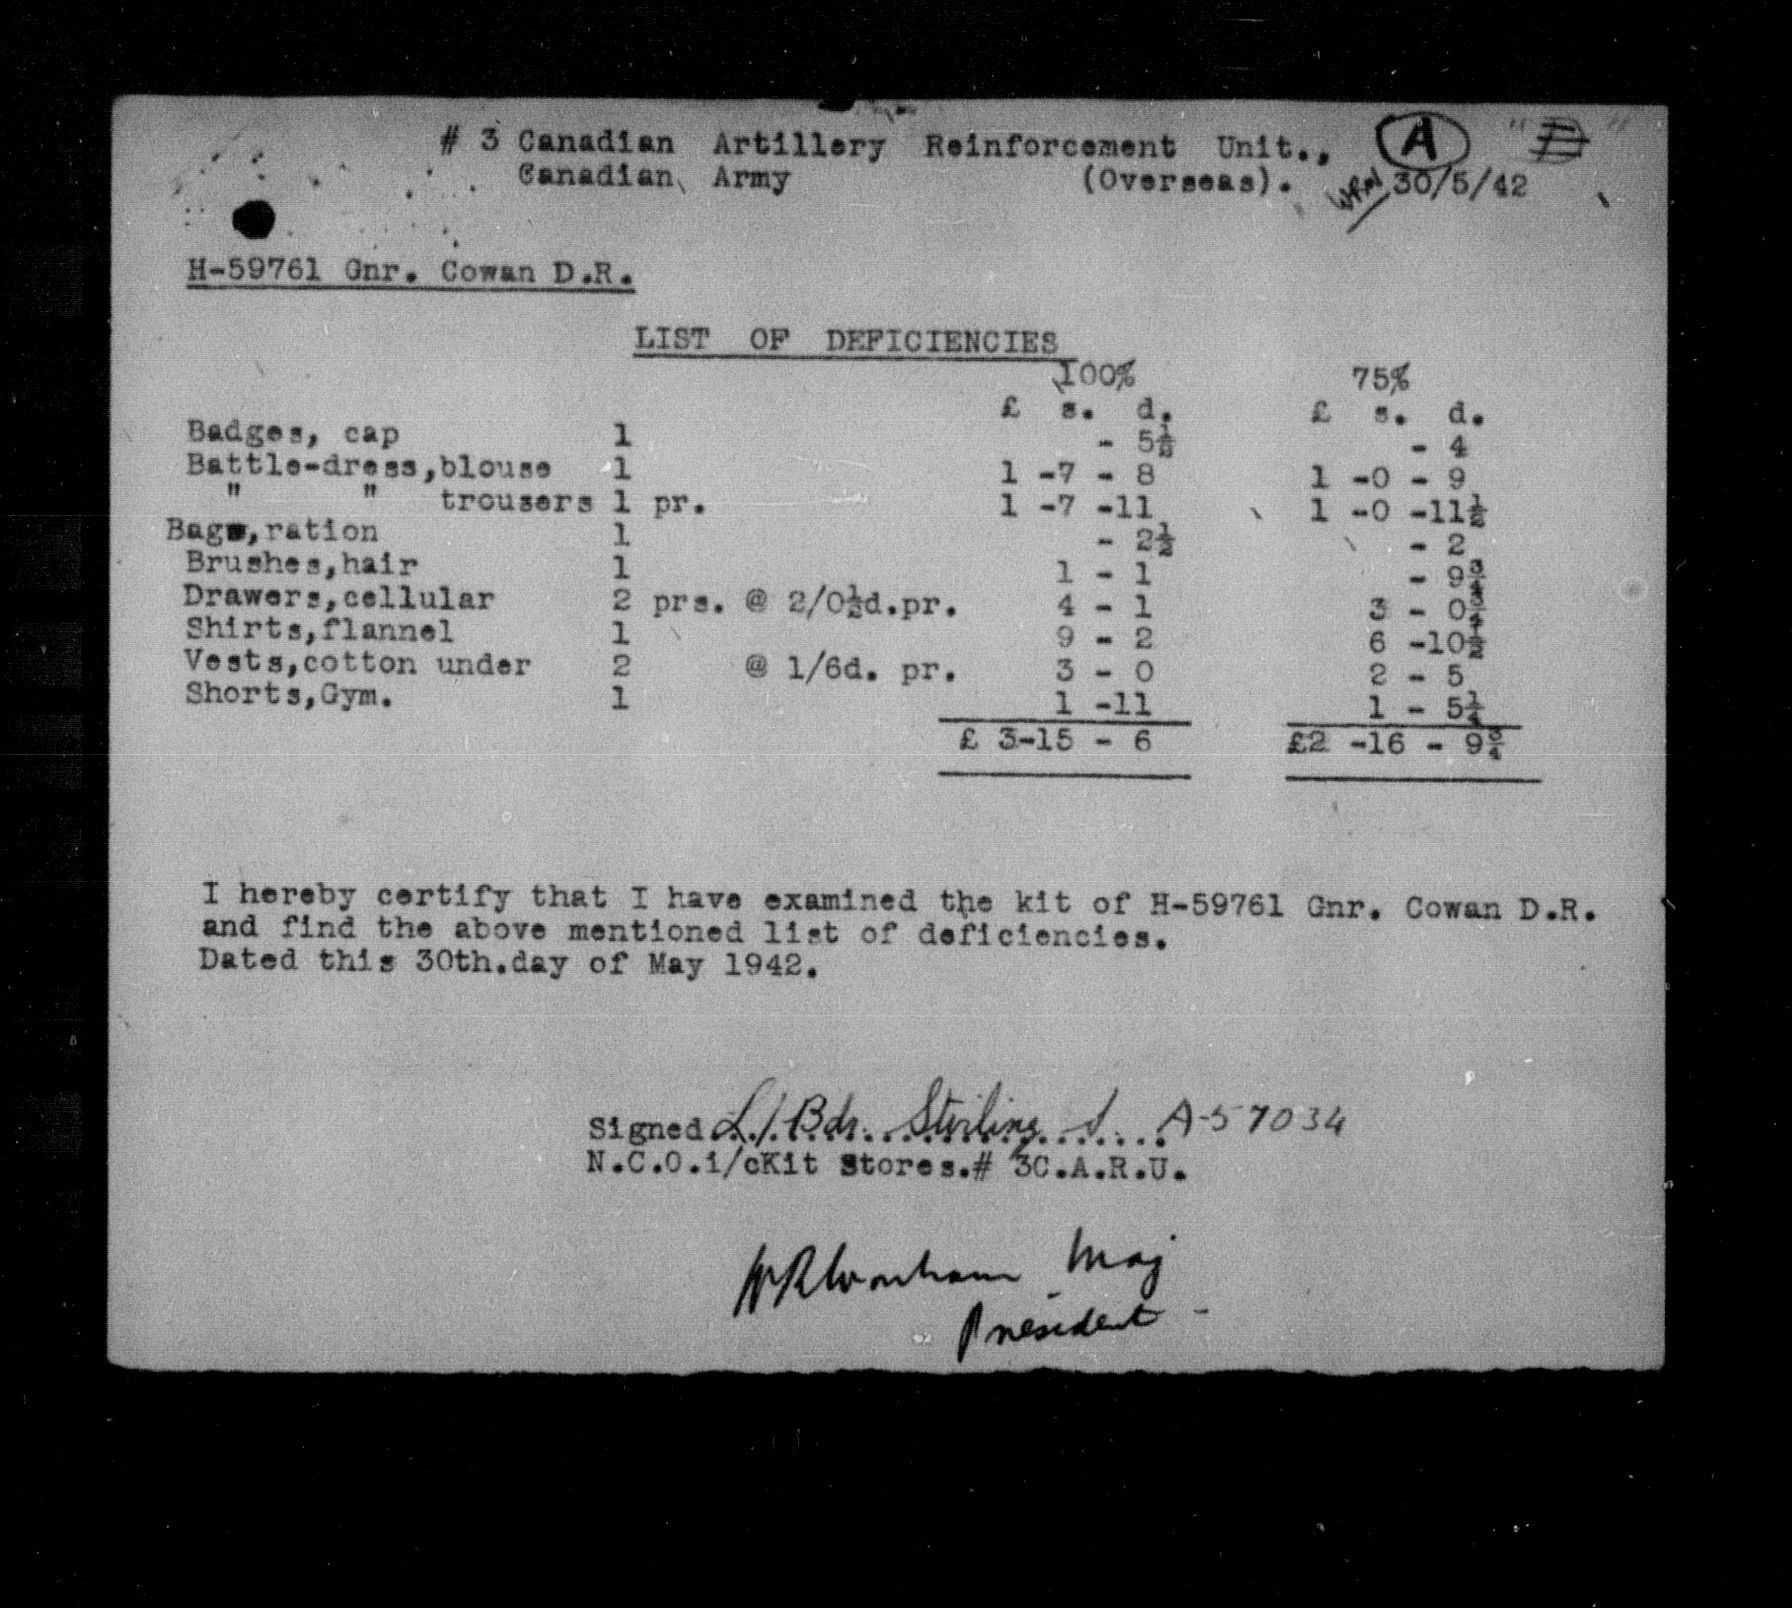 # 3 Canadian Artillery Reinforcement Unit., A
Canadian Army (Overseas). WRW 30/5/42
H-59761 Gnr. Cowan D.R.
LIST OF DEFICIENCIES
100% 75%
£ s. d. £ s. d.
Badges, cap 1 - 5½ - 4
Battle-dress,blouse 1 1 -7 - 8 1 -0 - 9
" " trousers 1 pr. 1 -7 -11 1 -0 -11½
Bags,ration 1 - 2½ - 2
Brushes,hair 1 1 - 1 - 9¾
Drawers,cellular 2 prs. @ 2/0½d.pr. 4 - 1 3 - 0¾
Shirts,flannel 1 9 - 2 6 -10½
Vests,cotton under 2 @ 1/6d. pr. 3 - 0 2 - 5
Shorts,Gym. 1 1 -11 1 - 5¼
£ 3-15 - 6 £2 -16 - 9¾
I hereby certify that I have examined the kit of H-59761 Gnr. Cowan D.R.
and find the above mentioned list of deficiencies.
Dated this 30th.day of May 1942.
Signed L/Bdr. Stirling S. A-57034
N.C.O.i/cKit Stores.# 3C.A.R.U.
Maj
President -